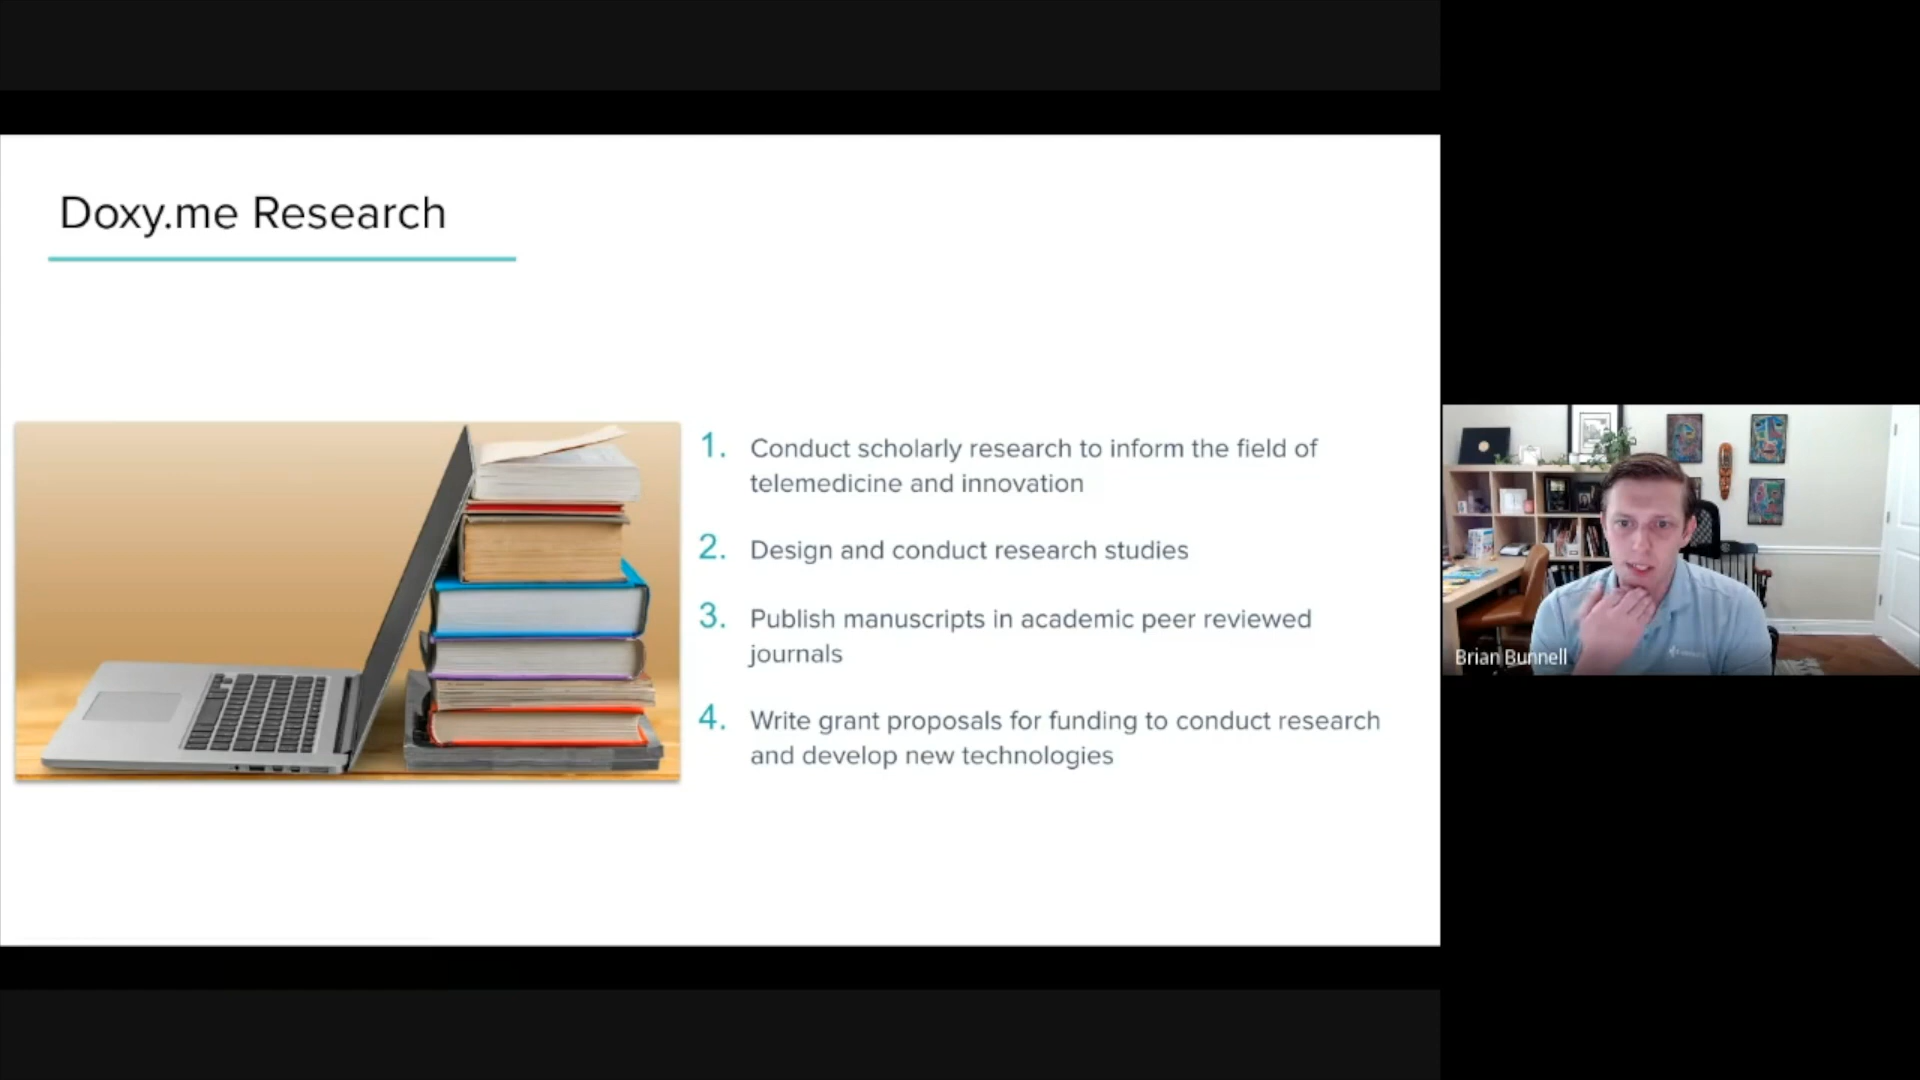 Doxy.me Research
1. Conduct scholarly research to inform the field of
telemedicine and innovation
2. Design and conduct research studies
3. Publish manuscripts in academic peer reviewed
journals
4. Write grant proposals for funding to conduct research
and develop new technologies
Brian Bunnell